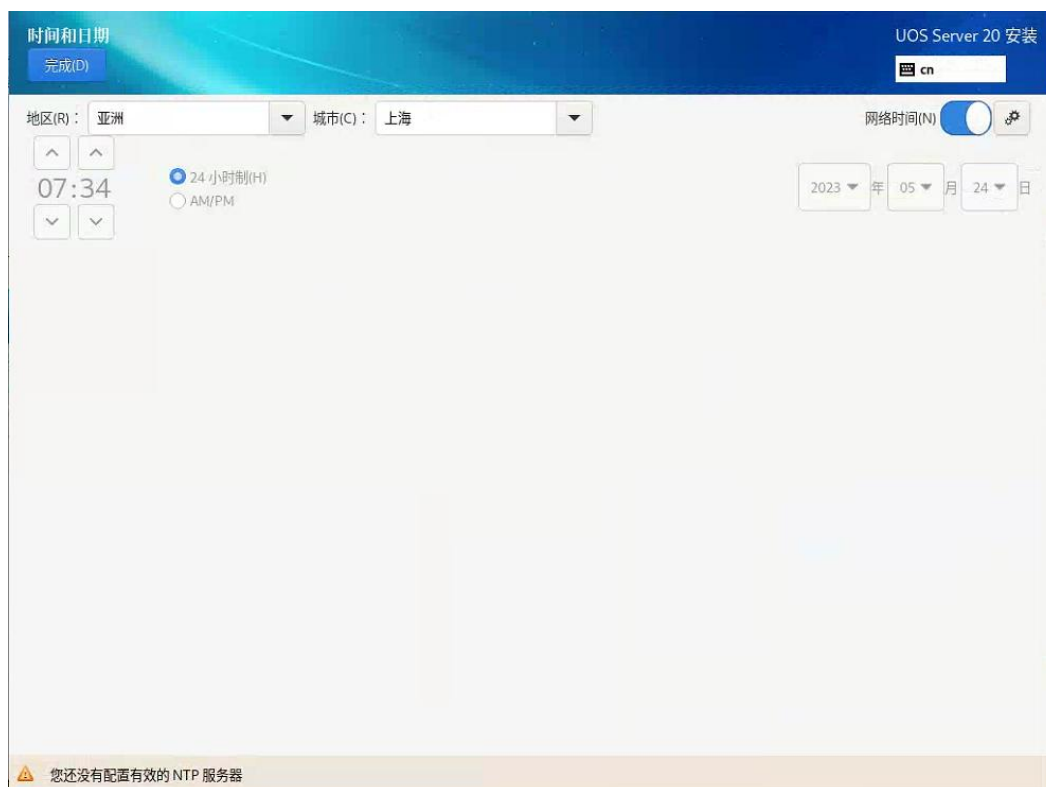 时间和日期
UOS Server 20 安装
完成(D)
cn
地区(R)： 亚洲 城市(C)： 上海 网络时间(N)
07:34
24 小时制(H)
AM/PM
2023 年 05 月 24 日
您还没有配置有效的 NTP 服务器